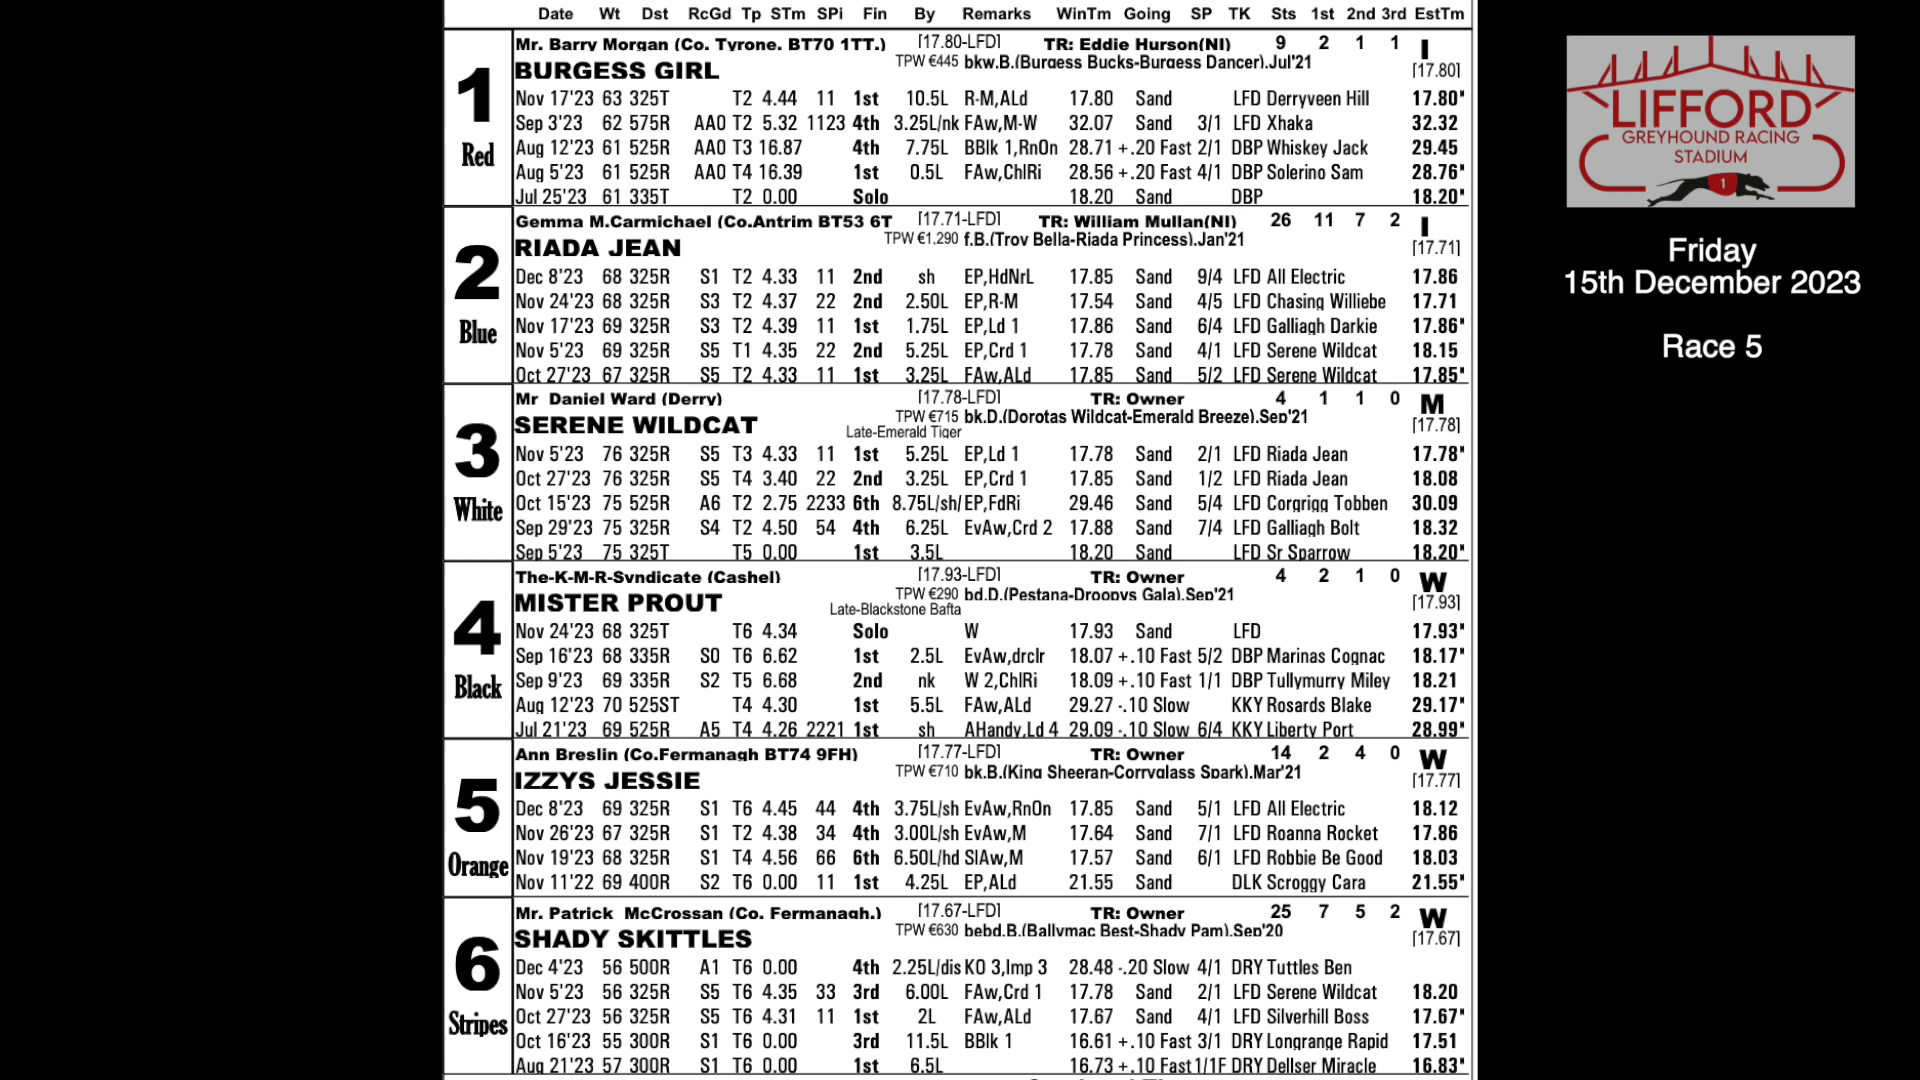 Date Wt Dst RcGd Tp STm SPi Fin By Remarks WinTm Going SP TK Sts 1st 2nd 3rd EstTm
1
Red
Mr. Barry Morgan (Co. Tyrone. BT70 1TT.) [17.80-LFD] TR: Eddie Hurson(NI) 9 2 1 1 I
BURGESS GIRL TPW €445 bkw.B.(Burgess Bucks-Burgess Dancer).Jul'21 [17.80]
Nov 17'23 63 325T T2 4.44 11 1st 10.5L R-M,ALd 17.80 Sand LFD Derryveen Hill 17.80*
Sep 3'23 62 575R AA0 T2 5.32 1123 4th 3.25L/nk FAw,M-W 32.07 Sand 3/1 LFD Xhaka 32.32
Aug 12'23 61 525R AA0 T3 16.87 4th 7.75L BBlk 1,RnOn 28.71 +.20 Fast 2/1 DBP Whiskey Jack 29.45
Aug 5'23 61 525R AA0 T4 16.39 1st 0.5L FAw,ChlRi 28.56 +.20 Fast 4/1 DBP Solerino Sam 28.76*
Jul 25'23 61 335T T2 0.00 Solo 18.20 Sand DBP 18.20*
2
Blue
Gemma M.Carmichael (Co.Antrim BT53 6T [17.71-LFD] TR: William Mullan(NI) 26 11 7 2 I
RIADA JEAN TPW €1,290 f.B.(Troy Bella-Riada Princess).Jan'21 [17.71]
Dec 8'23 68 325R S1 T2 4.33 11 2nd sh EP,HdNrL 17.85 Sand 9/4 LFD All Electric 17.86
Nov 24'23 68 325R S3 T2 4.37 22 2nd 2.50L EP,R-M 17.54 Sand 4/5 LFD Chasing Williebe 17.71
Nov 17'23 69 325R S3 T2 4.39 11 1st 1.75L EP,Ld 1 17.86 Sand 6/4 LFD Galliagh Darkie 17.86*
Nov 5'23 69 325R S5 T1 4.35 22 2nd 5.25L EP,Crd 1 17.78 Sand 4/1 LFD Serene Wildcat 18.15
Oct 27'23 67 325R S5 T2 4.33 11 1st 3.25L FAw,ALd 17.85 Sand 5/2 LFD Serene Wildcat 17.85*
3
White
Mr Daniel Ward (Derry) [17.78-LFD] TR: Owner 4 1 1 0 M
SERENE WILDCAT TPW €715 bk.D.(Dorotas Wildcat-Emerald Breeze).Sep'21 [17.78]
Late-Emerald Tiger
Nov 5'23 76 325R S5 T3 4.33 11 1st 5.25L EP,Ld 1 17.78 Sand 2/1 LFD Riada Jean 17.78*
Oct 27'23 76 325R S5 T4 3.40 22 2nd 3.25L EP,Crd 1 17.85 Sand 1/2 LFD Riada Jean 18.08
Oct 15'23 75 525R A6 T2 2.75 2233 6th 8.75L/sh/ EP,FdRi 29.46 Sand 5/4 LFD Corgrigg Tobben 30.09
Sep 29'23 75 325R S4 T2 4.50 54 4th 6.25L EvAw,Crd 2 17.88 Sand 7/4 LFD Galliagh Bolt 18.32
Sep 5'23 75 325T T5 0.00 1st 3.5L 18.20 Sand LFD Sr Sparrow 18.20*
4
Black
The-K-M-R-Syndicate (Cashel) [17.93-LFD] TR: Owner 4 2 1 0 W
MISTER PROUT TPW €290 bd.D.(Pestana-Droopys Gala).Sep'21 [17.93]
Late-Blackstone Bafta
Nov 24'23 68 325T T6 4.34 Solo W 17.93 Sand LFD 17.93*
Sep 16'23 68 335R S0 T6 6.62 1st 2.5L EvAw,drclr 18.07 +.10 Fast 5/2 DBP Marinas Cognac 18.17*
Sep 9'23 69 335R S2 T5 6.68 2nd nk W 2,ChlRi 18.09 +.10 Fast 1/1 DBP Tullymurry Miley 18.21
Aug 12'23 70 525ST T4 4.30 1st 5.5L FAw,ALd 29.27 -.10 Slow KKY Rosards Blake 29.17*
Jul 21'23 69 525R A5 T4 4.26 2221 1st sh AHandy,Ld 4 29.09 -.10 Slow 6/4 KKY Liberty Port 28.99*
5
Orange
Ann Breslin (Co.Fermanagh BT74 9FH) [17.77-LFD] TR: Owner 14 2 4 0 W
IZZYS JESSIE TPW €710 bk.B.(King Sheeran-Corryglass Spark).Mar'21 [17.77]
Dec 8'23 69 325R S1 T6 4.45 44 4th 3.75L/sh EvAw,RnOn 17.85 Sand 5/1 LFD All Electric 18.12
Nov 26'23 67 325R S1 T2 4.38 34 4th 3.00L/sh EvAw,M 17.64 Sand 7/1 LFD Roanna Rocket 17.86
Nov 19'23 68 325R S1 T4 4.56 66 6th 6.50L/hd SlAw,M 17.57 Sand 6/1 LFD Robbie Be Good 18.03
Nov 11'22 69 400R S2 T6 0.00 11 1st 4.25L EP,ALd 21.55 Sand DLK Scroggy Cara 21.55*
6
Stripes
Mr. Patrick McCrossan (Co. Fermanagh.) [17.67-LFD] TR: Owner 25 7 5 2 W
SHADY SKITTLES TPW €630 bebd.B.(Ballymac Best-Shady Pam).Sep'20 [17.67]
Dec 4'23 56 500R A1 T6 0.00 4th 2.25L/dis KO 3,Imp 3 28.48 -.20 Slow 4/1 DRY Tuttles Ben
Nov 5'23 56 325R S5 T6 4.35 33 3rd 6.00L FAw,Crd 1 17.78 Sand 2/1 LFD Serene Wildcat 18.20
Oct 27'23 56 325R S5 T6 4.31 11 1st 2L FAw,ALd 17.67 Sand 4/1 LFD Silverhill Boss 17.67*
Oct 16'23 55 300R S1 T6 0.00 3rd 11.5L BBlk 1 16.61 +.10 Fast 3/1 DRY Longrange Rapid 17.51
Aug 21'23 57 300R S1 T6 0.00 1st 6.5L 16.73 +.10 Fast 1/1F DRY Dellser Miracle 16.83*
LIFFORD
GREYHOUND RACING
STADIUM
1
Friday
15th December 2023
Race 5